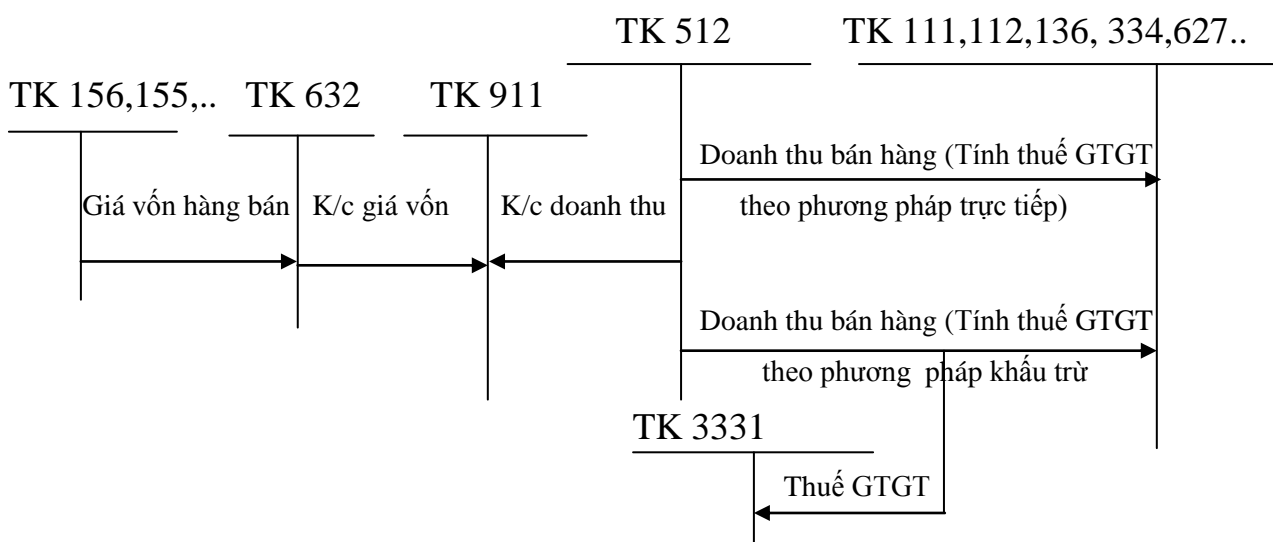 TK 512 TK 111,112,136, 334,627..
TK 156,155,.. TK 632 TK 911
Doanh thu bán hàng (Tính thuế GTGT
theo phương pháp trực tiếp)
Giá vốn hàng bán K/c giá vốn K/c doanh thu
Doanh thu bán hàng (Tính thuế GTGT
theo phương pháp khấu trừ
TK 3331
Thuế GTGT